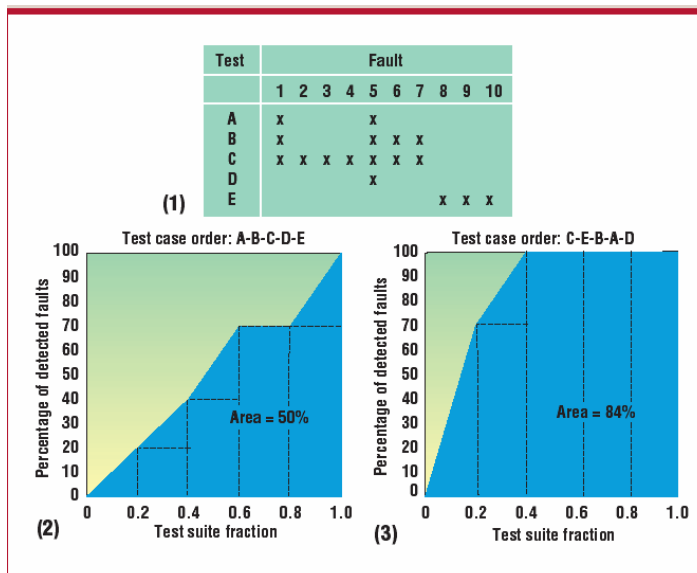 Test Fault
1 2 3 4 5 6 7 8 9 10
A x x
B x x x x
C x x x x x x x
D x
E x x x
(1)
Test case order: A-B-C-D-E
Percentage of detected faults
100
90
80
70
60
50
40
30
20
10
0
Area = 50%
0 0.2 0.4 0.6 0.8 1.0
Test suite fraction
(2)
Test case order: C-E-B-A-D
Percentage of detected faults
100
90
80
70
60
50
40
30
20
10
0
Area = 84%
0 0.2 0.4 0.6 0.8 1.0
Test suite fraction
(3)